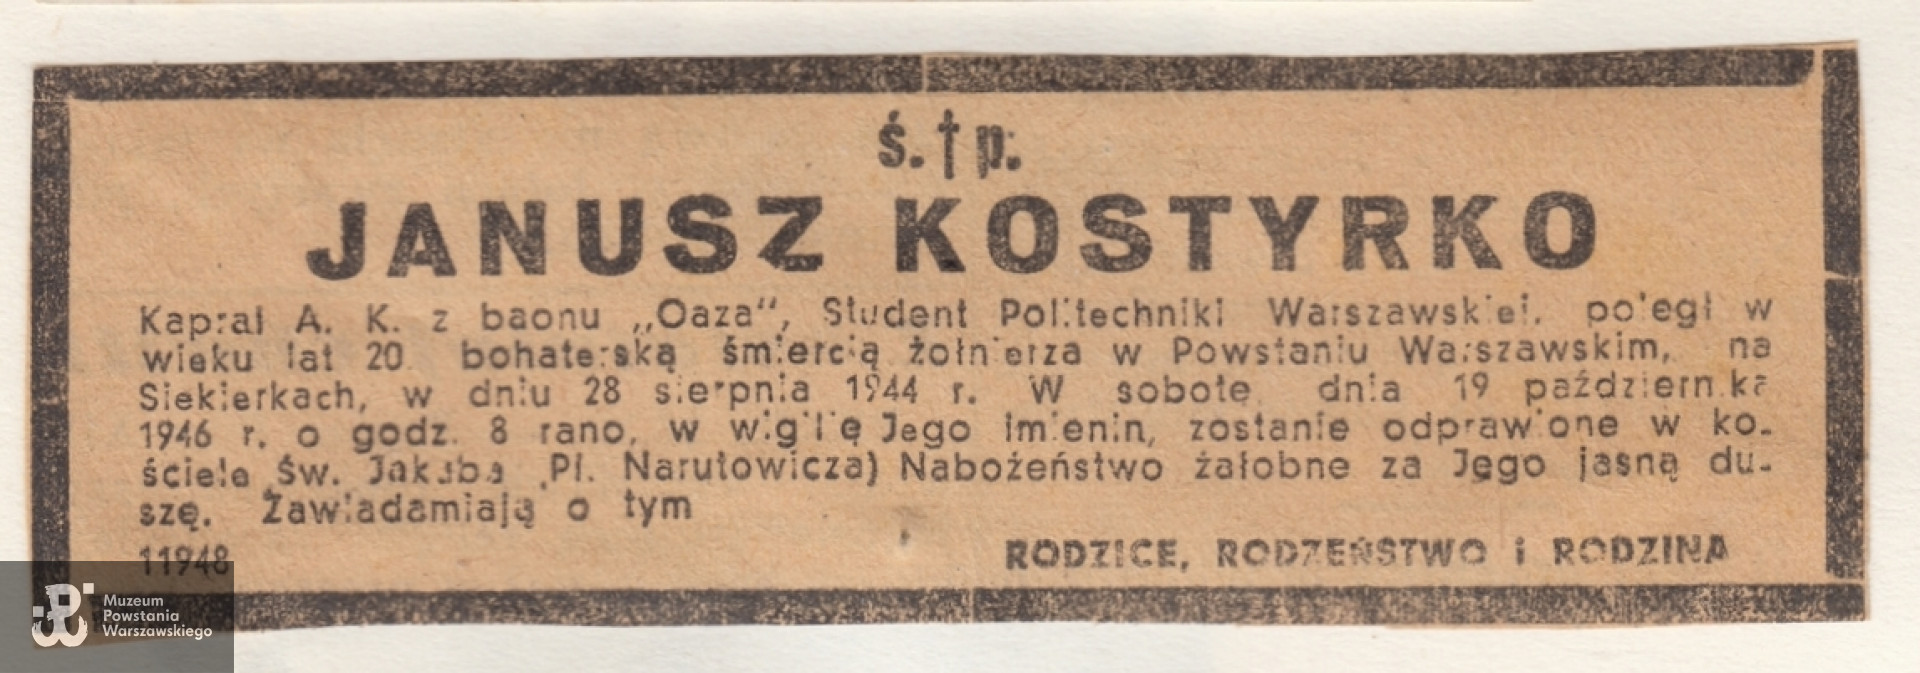 ś. † p.
JANUSZ KOSTYRKO
Kapral A. K. z baonu „Oaza“, Student Politechniki Warszawskiej, poległ w
wieku lat 20. bohaterską śmiercią żołnierza w Powstaniu Warszawskim, na
Siekierkach, w dniu 28 sierpnia 1944 r. W sobotę dnia 19 października
1946 r. o godz. 8 rano, w wigilię Jego imienin, zostanie odprawione w ko-
ściele Św. Jakuba (Pl. Narutowicza) Nabożeństwo żałobne za Jego jasną du-
szę. Zawiadamiają o tym
11948 RODZICE, RODZEŃSTWO i RODZINA
Muzeum
Powstania
Warszawskiego